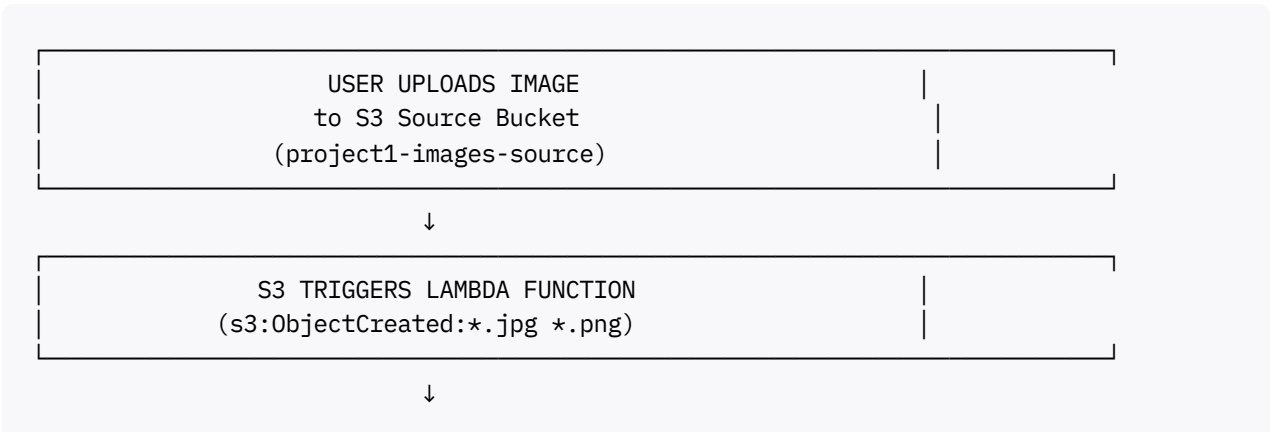 USER UPLOADS IMAGE
to S3 Source Bucket
(project1-images-source)
↓
S3 TRIGGERS LAMBDA FUNCTION
(s3:ObjectCreated:*.jpg *.png)
↓